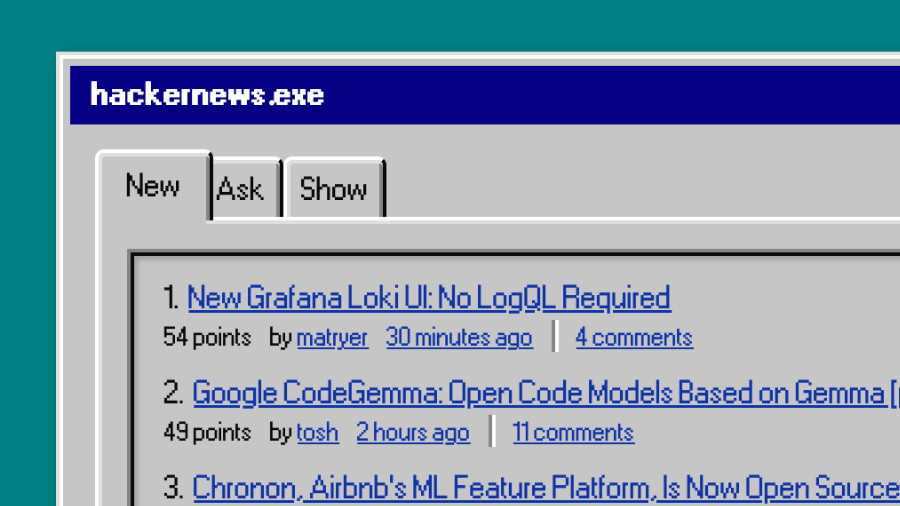 hackernews.exe
New Ask Show
1. New Grafana Loki UI: No LogQL Required
54 points by matryer 30 minutes ago | 4 comments
2. Google CodeGemma: Open Code Models Based on Gemma [
49 points by tosh 2 hours ago | 11 comments
3. Chronon, Airbnb's ML Feature Platform, Is Now Open Source